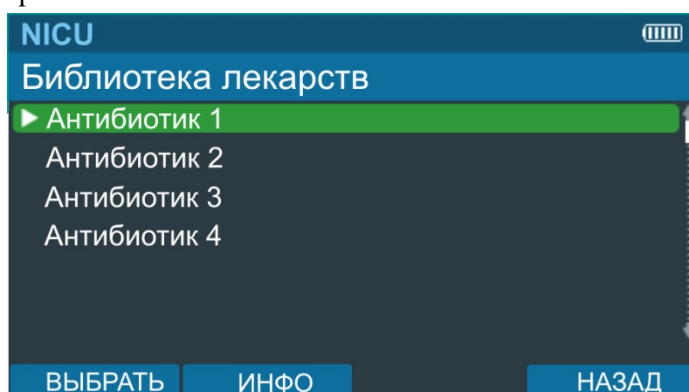 NICU
Библиотека лекарств
Антибиотик 1
Антибиотик 2
Антибиотик 3
Антибиотик 4
ВЫБРАТЬ ИНФО НАЗАД